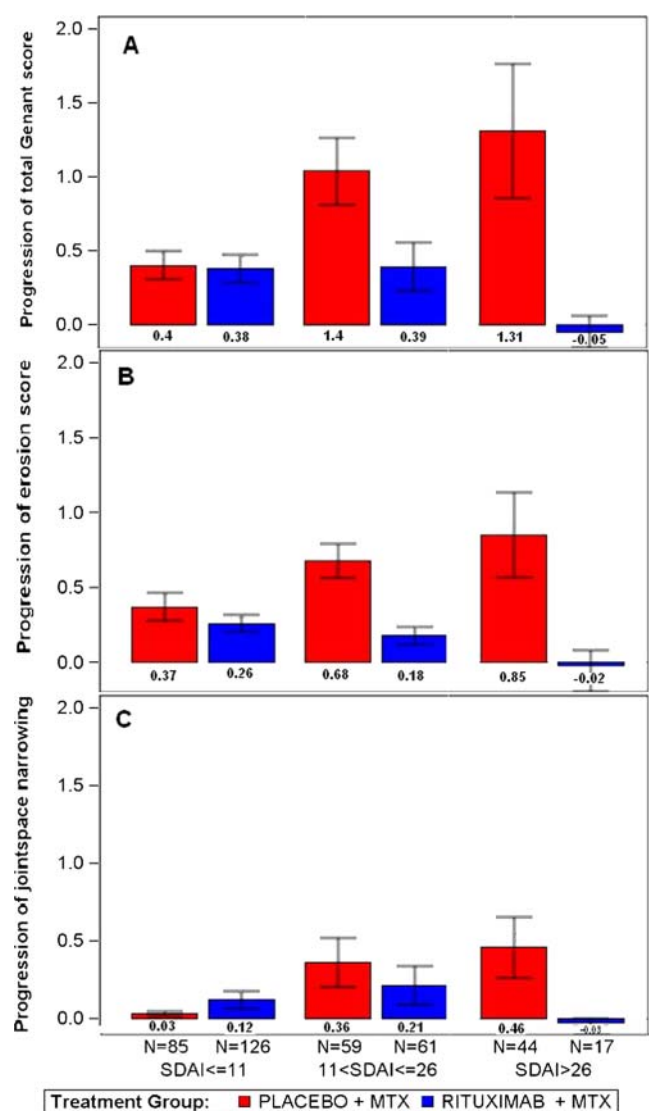 A
Progression of total Genant score
2.0
1.5
1.0
0.5
0.0
0.4 0.38 1.4 0.39 1.31 -0.05
B
Progression of erosion score
2.0
1.5
1.0
0.5
0.0
0.37 0.26 0.68 0.18 0.85 -0.02
C
Progression of jointspace narrowing
2.0
1.5
1.0
0.5
0.0
0.03 0.12 0.36 0.21 0.46 -0.03
N=85 N=126 N=59 N=61 N=44 N=17
SDAI<=11 11<SDAI<=26 SDAI>26
Treatment Group: PLACEBO + MTX RITUXIMAB + MTX